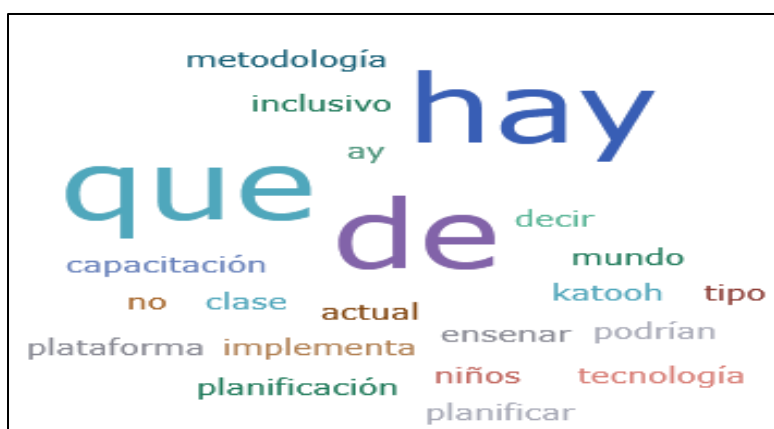 metodología
hay
inclusivo
ay
que
de
decir
mundo
capacitación
katooh tipo
no clase actual
ensenar podrían
plataforma implementa
niños tecnología
planificación
planificar